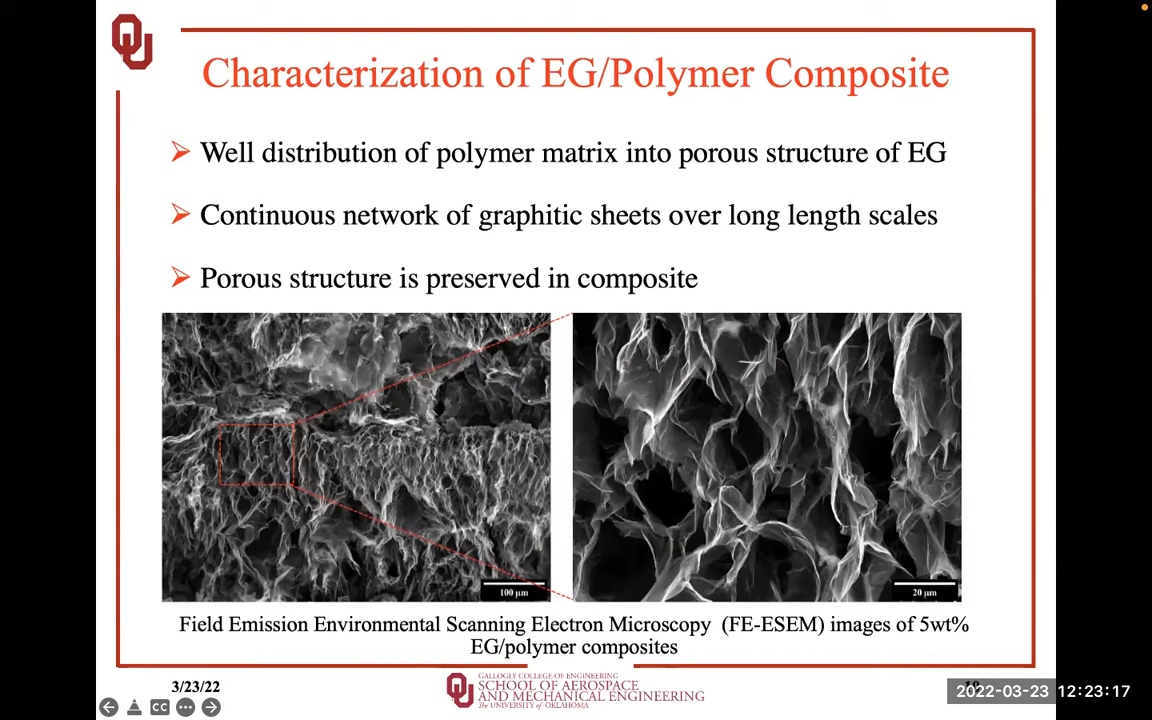 Characterization of EG/Polymer Composite
Well distribution of polymer matrix into porous structure of EG
Continuous network of graphitic sheets over long length scales
Porous structure is preserved in composite
100 μm
20 μm
Field Emission Environmental Scanning Electron Microscopy (FE-ESEM) images of 5wt%
EG/polymer composites
3/23/22
GALLOGLY COLLEGE OF ENGINEERING
SCHOOL OF AEROSPACE
AND MECHANICAL ENGINEERING
The UNIVERSITY of OKLAHOMA
2022-03-23 12:23:17
CC